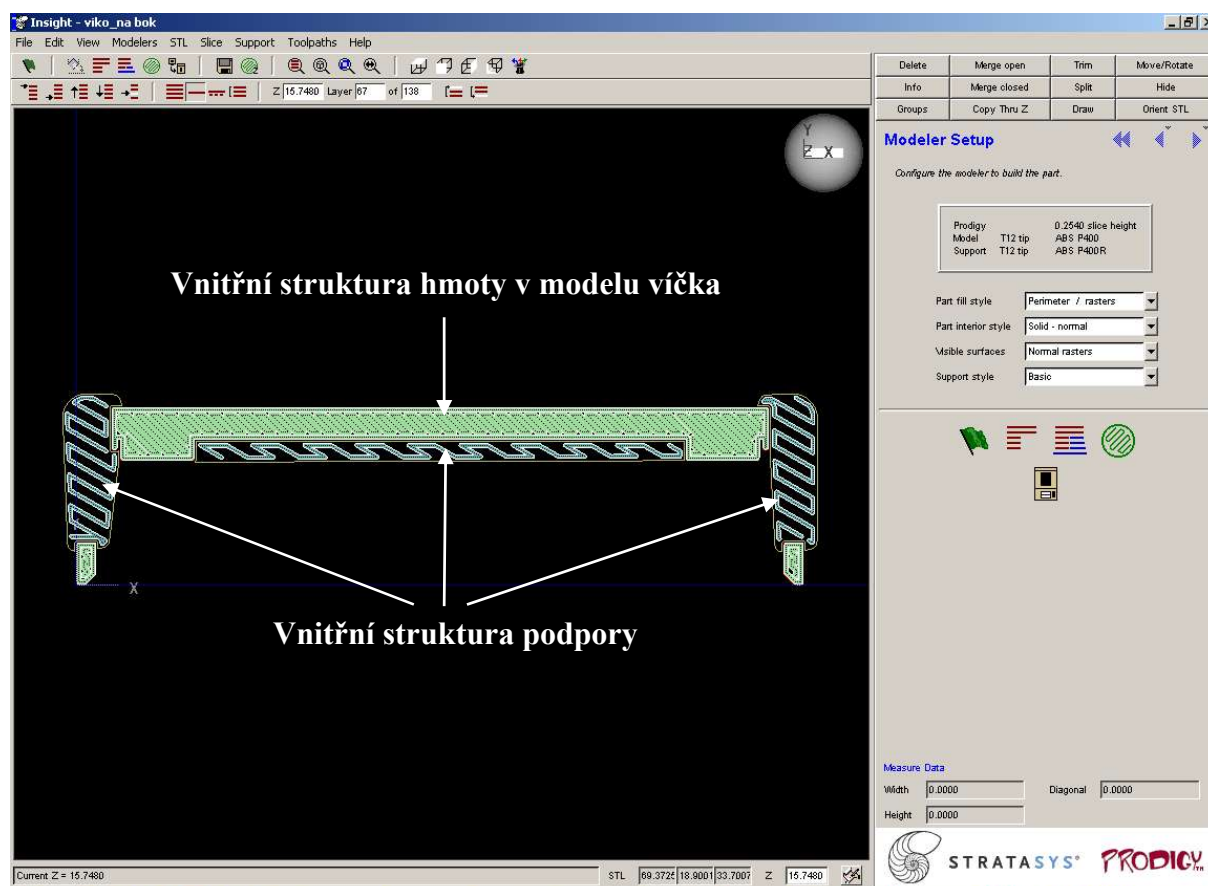 Insight - viko_na bok
File Edit View Modelers STL Slice Support Toolpaths Help
Z 15.7480 Layer 67 of 138
Delete Merge open Trim Move/Rotate
Info Merge closed Split Hide
Groups Copy Thru Z Draw Orient STL
Modeler Setup
Configure the modeler to build the part.
Prodigy 0.2540 slice height
Model T12 tip ABS P400
Support T12 tip ABS P400R
Part fill style Perimeter / rasters
Part interior style Solid - normal
Visible surfaces Normal rasters
Support style Basic
Y
Z X
Vnitřní struktura hmoty v modelu víčka
X
Vnitřní struktura podpory
Measure Data
Width 0.0000 Diagonal 0.0000
Height 0.0000
STRATASYS
PRODIGY
Current Z = 15.7480 STL 69.3725 18.9001 33.7007 Z 15.7480